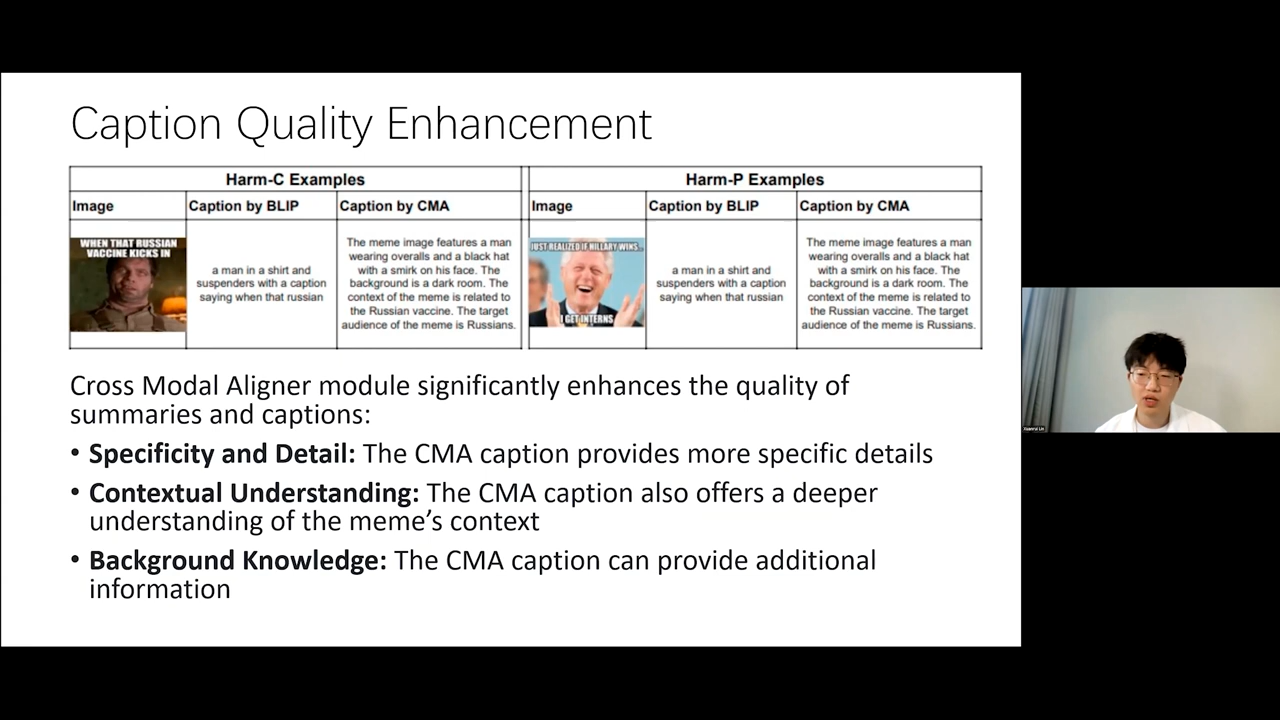 Caption Quality Enhancement
Harm-C Examples
Harm-P Examples
Image
Caption by BLIP
Caption by CMA
Image
Caption by BLIP
Caption by CMA
WHEN THAT RUSSIAN
VACCINE KICKS IN
a man in a shirt and
suspenders with a caption
saying when that russian
The meme image features a man
wearing overalls and a black hat
with a smirk on his face. The
background is a dark room. The
context of the meme is related to
the Russian vaccine. The target
audience of the meme is Russians.
JUST REALIZED IF HILLARY WINS...
I GET INTERNS
a man in a shirt and
suspenders with a caption
saying when that russian
The meme image features a man
wearing overalls and a black hat
with a smirk on his face. The
background is a dark room. The
context of the meme is related to
the Russian vaccine. The target
audience of the meme is Russians.
Cross Modal Aligner module significantly enhances the quality of
summaries and captions:
• Specificity and Detail: The CMA caption provides more specific details
• Contextual Understanding: The CMA caption also offers a deeper
understanding of the meme's context
• Background Knowledge: The CMA caption can provide additional
information